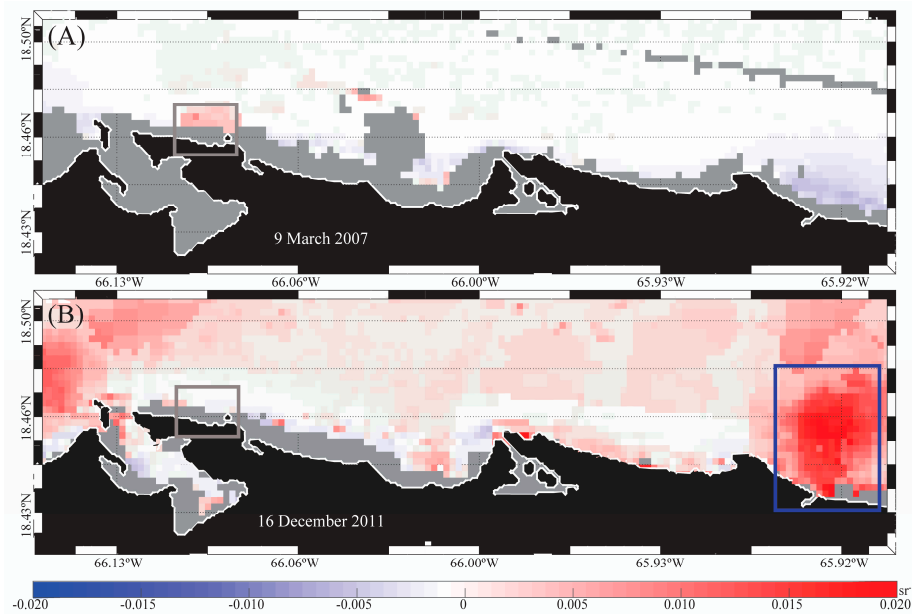 (A)
18.50ºN
18.46ºN
18.43ºN
9 March 2007
66.13ºW 66.06ºW 66.00ºW 65.93ºW 65.92ºW
(B)
18.50ºN
18.46ºN
18.43ºN
16 December 2011
66.13ºW 66.06ºW 66.00ºW 65.93ºW 65.92ºW
sr
-0.020 -0.015 -0.010 -0.005 0 0.005 0.010 0.015 0.020